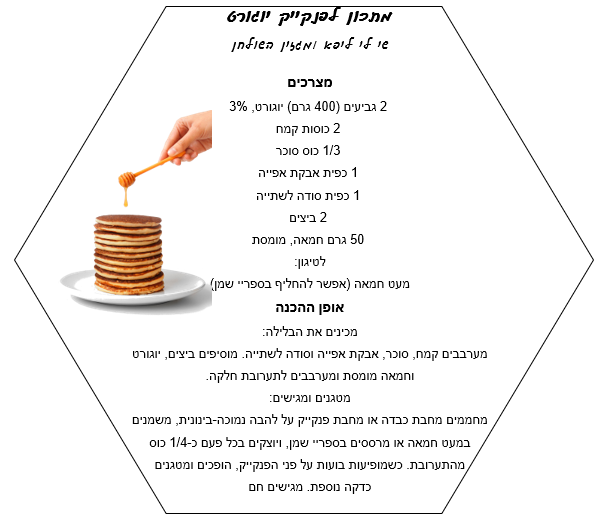 מתכון לפנקייק יוגורט
שי לי ליפא ומגזין השולחן
מצרכים
2 גביעים (400 גרם) יוגורט, 3%
2 כוסות קמח
1/3 כוס סוכר
1 כפית אבקת אפייה
1 כפית סודה לשתייה
2 ביצים
50 גרם חמאה, מומסת
לטיגון:
מעט חמאה (אפשר להחליף בספריי שמן)
אופן ההכנה
מכינים את הבלילה:
מערבבים קמח, סוכר, אבקת אפייה וסודה לשתייה. מוסיפים ביצים, יוגורט
וחמאה מומסת ומערבבים לתערובת חלקה.
מטגנים ומגישים:
מחממים מחבת כבדה או מחבת פנקייק על להבה נמוכה-בינונית, משמנים
במעט חמאה או מרססים בספריי שמן, ויוצקים בכל פעם כ-1/4 כוס
מהתערובת. כשמופיעות בועות על פני הפנקייק, הופכים ומטגנים
כדקה נוספת. מגישים חם